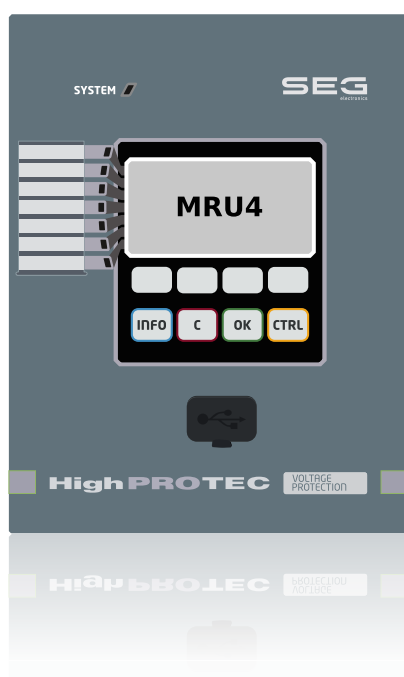 SYSTEM
SEG
electronics
MRU4
INFO
C
OK
CTRL
HighPROTEC
VOLTAGE
PROTECTION